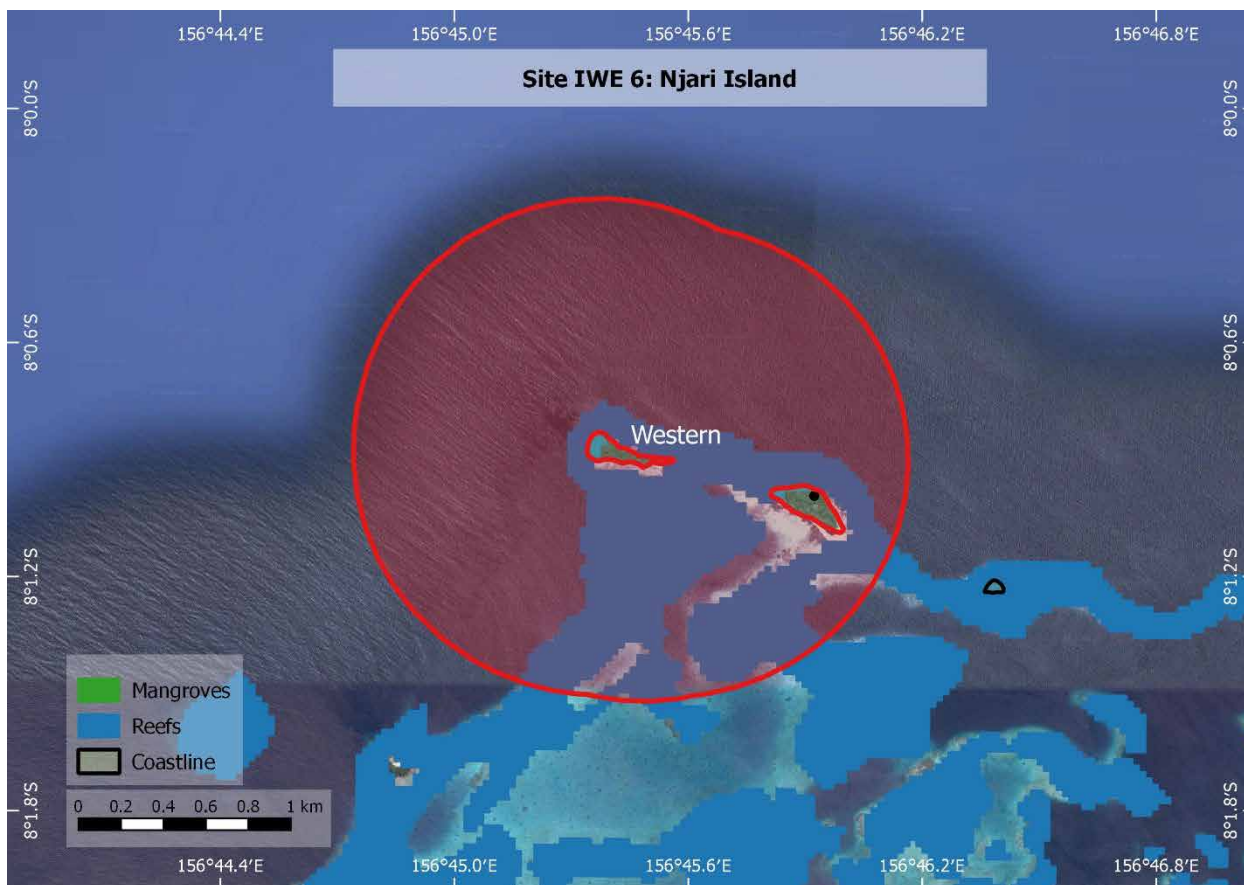 156°44.4'E 156°45.0'E 156°45.6'E 156°46.2'E 156°46.8'E
Site IWE 6: Njari Island
8°0.0'S 8°0.0'S
8°0.6'S 8°0.6'S
Western
8°1.2'S 8°1.2'S
Mangroves
Reefs
Coastline
0 0.2 0.4 0.6 0.8 1 km
8°1.8'S 8°1.8'S
156°44.4'E 156°45.0'E 156°45.6'E 156°46.2'E 156°46.8'E